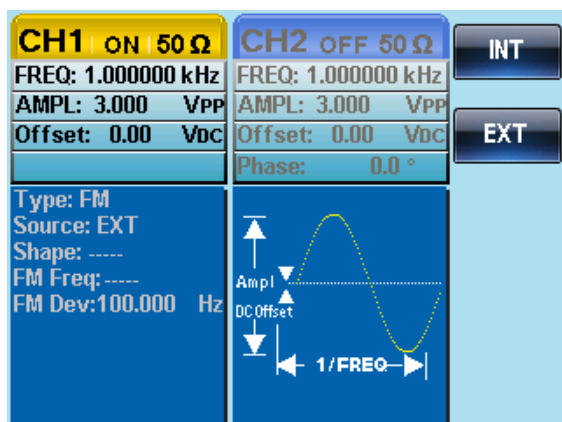 CH1 ON 50 Ω
FREQ: 1.000000 kHz
AMPL: 3.000 VPP
Offset: 0.00 VDC
Type: FM
Source: EXT
Shape: -----
FM Freq:-----
FM Dev:100.000 Hz
CH2 OFF 50 Ω
FREQ: 1.000000 kHz
AMPL: 3.000 VPP
Offset: 0.00 VDC
Phase: 0.0 °
Ampl
DC Offset
1/FREQ
INT
EXT